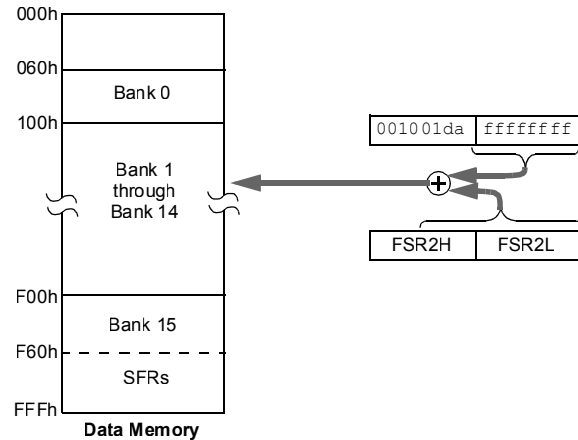 000h
060h
Bank 0
100h
001001da ffffffff
Bank 1
through
Bank 14
FSR2H FSR2L
F00h
Bank 15
F60h
SFRs
FFFh
Data Memory